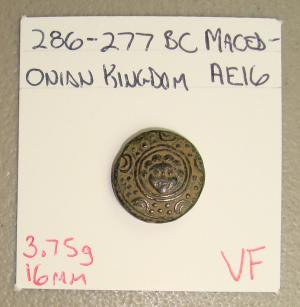 286-277 BC MACED-
ONIAN KINGDOM AE16
3.75g
16mm
VF